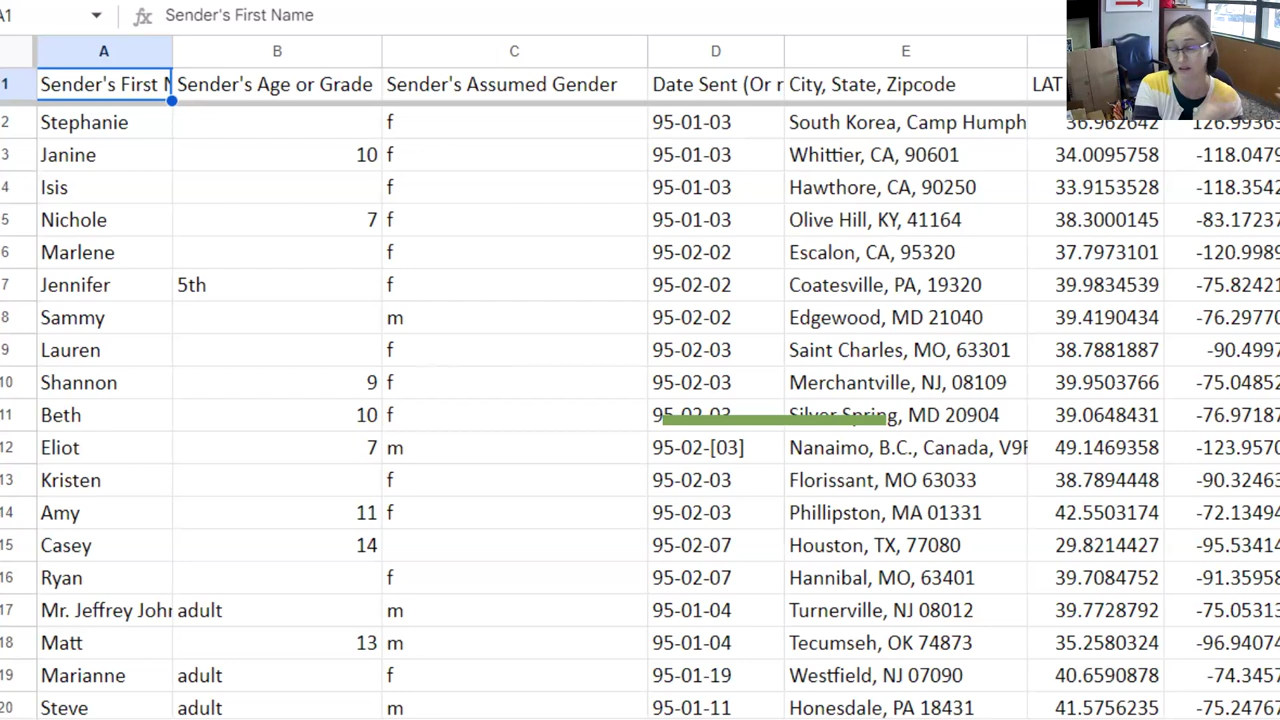 A1 Sender's First Name
A B C D E
1 Sender's First N Sender's Age or Grade Sender's Assumed Gender Date Sent (Or r City, State, Zipcode LAT
2 Stephanie f 95-01-03 South Korea, Camp Humph 36.962642 126.99363
3 Janine 10 f 95-01-03 Whittier, CA, 90601 34.0095758 -118.0479
4 Isis f 95-01-03 Hawthore, CA, 90250 33.9153528 -118.3542
5 Nichole 7 f 95-01-03 Olive Hill, KY, 41164 38.3000145 -83.17237
6 Marlene f 95-02-02 Escalon, CA, 95320 37.7973101 -120.9989
7 Jennifer 5th f 95-02-02 Coatesville, PA, 19320 39.9834539 -75.82421
8 Sammy m 95-02-02 Edgewood, MD 21040 39.4190434 -76.29770
9 Lauren f 95-02-03 Saint Charles, MO, 63301 38.7881887 -90.4997
10 Shannon 9 f 95-02-03 Merchantville, NJ, 08109 39.9503766 -75.04852
11 Beth 10 f 95-02-03 Silver Spring, MD 20904 39.0648431 -76.97187
12 Eliot 7 m 95-02-[03] Nanaimo, B.C., Canada, V9R 49.1469358 -123.9570
13 Kristen f 95-02-03 Florissant, MO 63033 38.7894448 -90.32463
14 Amy 11 f 95-02-03 Phillipston, MA 01331 42.5503174 -72.13494
15 Casey 14 95-02-07 Houston, TX, 77080 29.8214427 -95.53414
16 Ryan f 95-02-07 Hannibal, MO, 63401 39.7084752 -91.35958
17 Mr. Jeffrey John adult m 95-01-04 Turnerville, NJ 08012 39.7728792 -75.05313
18 Matt 13 m 95-01-04 Tecumseh, OK 74873 35.2580324 -96.94074
19 Marianne adult f 95-01-19 Westfield, NJ 07090 40.6590878 -74.3457
20 Steve adult m 95-01-11 Honesdale, PA 18431 41.5756235 -75.24767